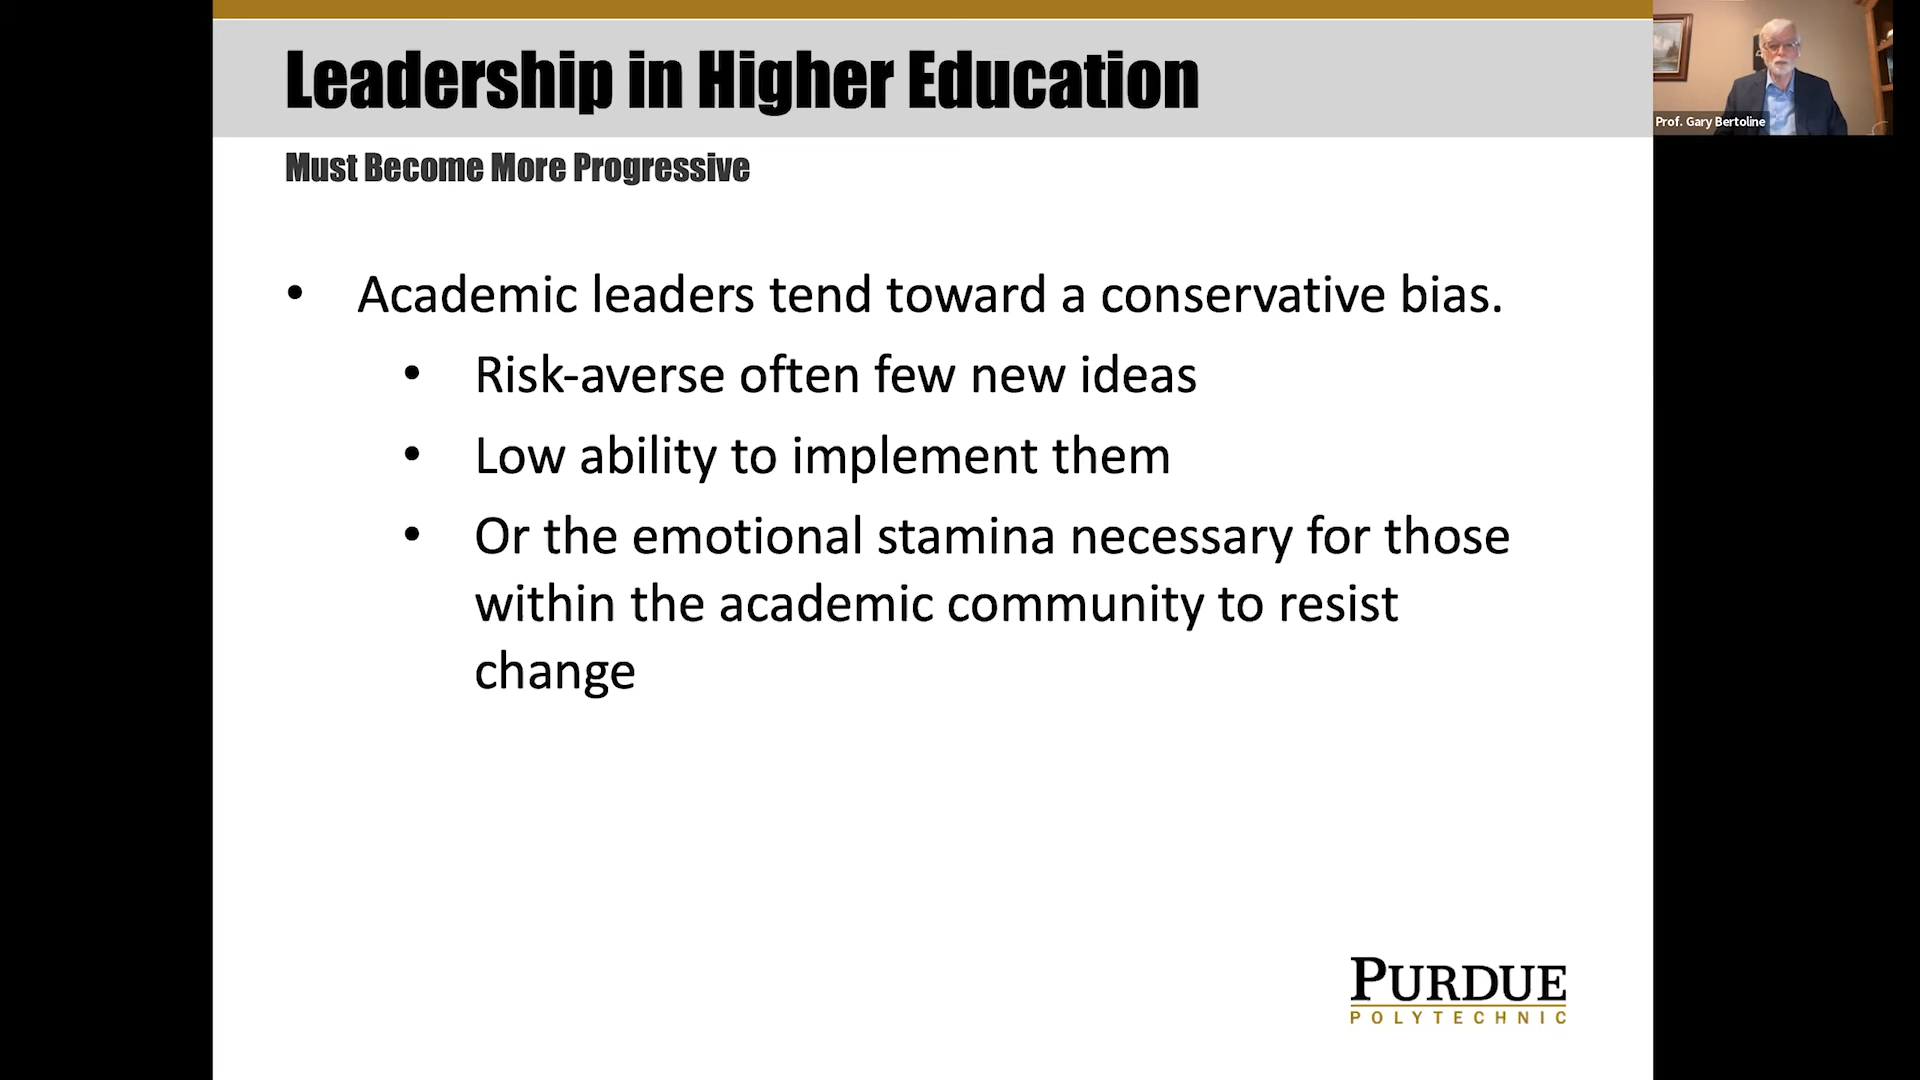 Leadership in Higher Education
Prof. Gary Bertoline
Must Become More Progressive
• Academic leaders tend toward a conservative bias.
• Risk-averse often few new ideas
• Low ability to implement them
• Or the emotional stamina necessary for those
within the academic community to resist
change
PURDUE
POLYTECHNIC